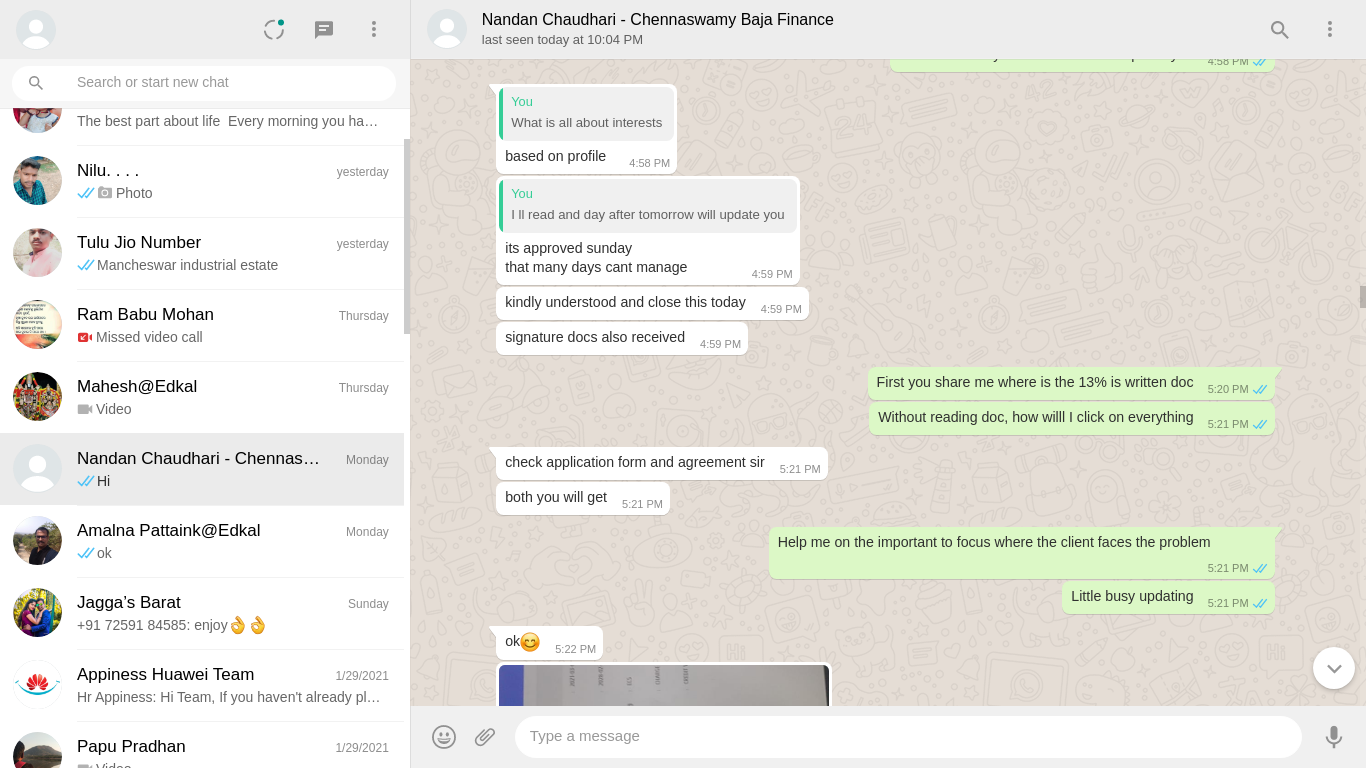 Search or start new chat
The best part about life  Every morning you ha…
Nilu. . . .
yesterday
Photo
Tulu Jio Number
yesterday
Mancheswar industrial estate
Ram Babu Mohan
Thursday
Missed video call
Mahesh@Edkal
Thursday
Video
Nandan Chaudhari - Chennas…
Monday
Hi
Amalna Pattaink@Edkal
Monday
ok
Jagga’s Barat
Sunday
+91 72591 84585: enjoy👌👌
Appiness Huawei Team
1/29/2021
Hr Appiness: Hi Team, If you haven't already pl…
Papu Pradhan
1/29/2021
Video
Nandan Chaudhari - Chennaswamy Baja Finance
last seen today at 10:04 PM
4:58 PM
You
What is all about interests
based on profile
4:58 PM
You
I ll read and day after tomorrow will update you
its approved sunday
that many days cant manage
4:59 PM
kindly understood and close this today
4:59 PM
signature docs also received
4:59 PM
First you share me where is the 13% is written doc
5:20 PM
Without reading doc, how willl I click on everything
5:21 PM
check application form and agreement sir
5:21 PM
both you will get
5:21 PM
Help me on the important to focus where the client faces the problem
5:21 PM
Little busy updating
5:21 PM
ok😊
5:22 PM
Type a message